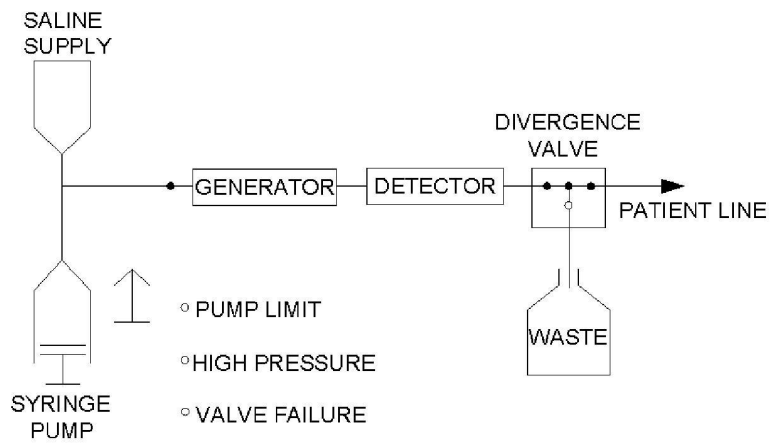 SALINE
SUPPLY
DIVERGENCE
VALVE
GENERATOR
DETECTOR
PATIENT LINE
PUMP LIMIT
WASTE
HIGH PRESSURE
SYRINGE
PUMP
VALVE FAILURE